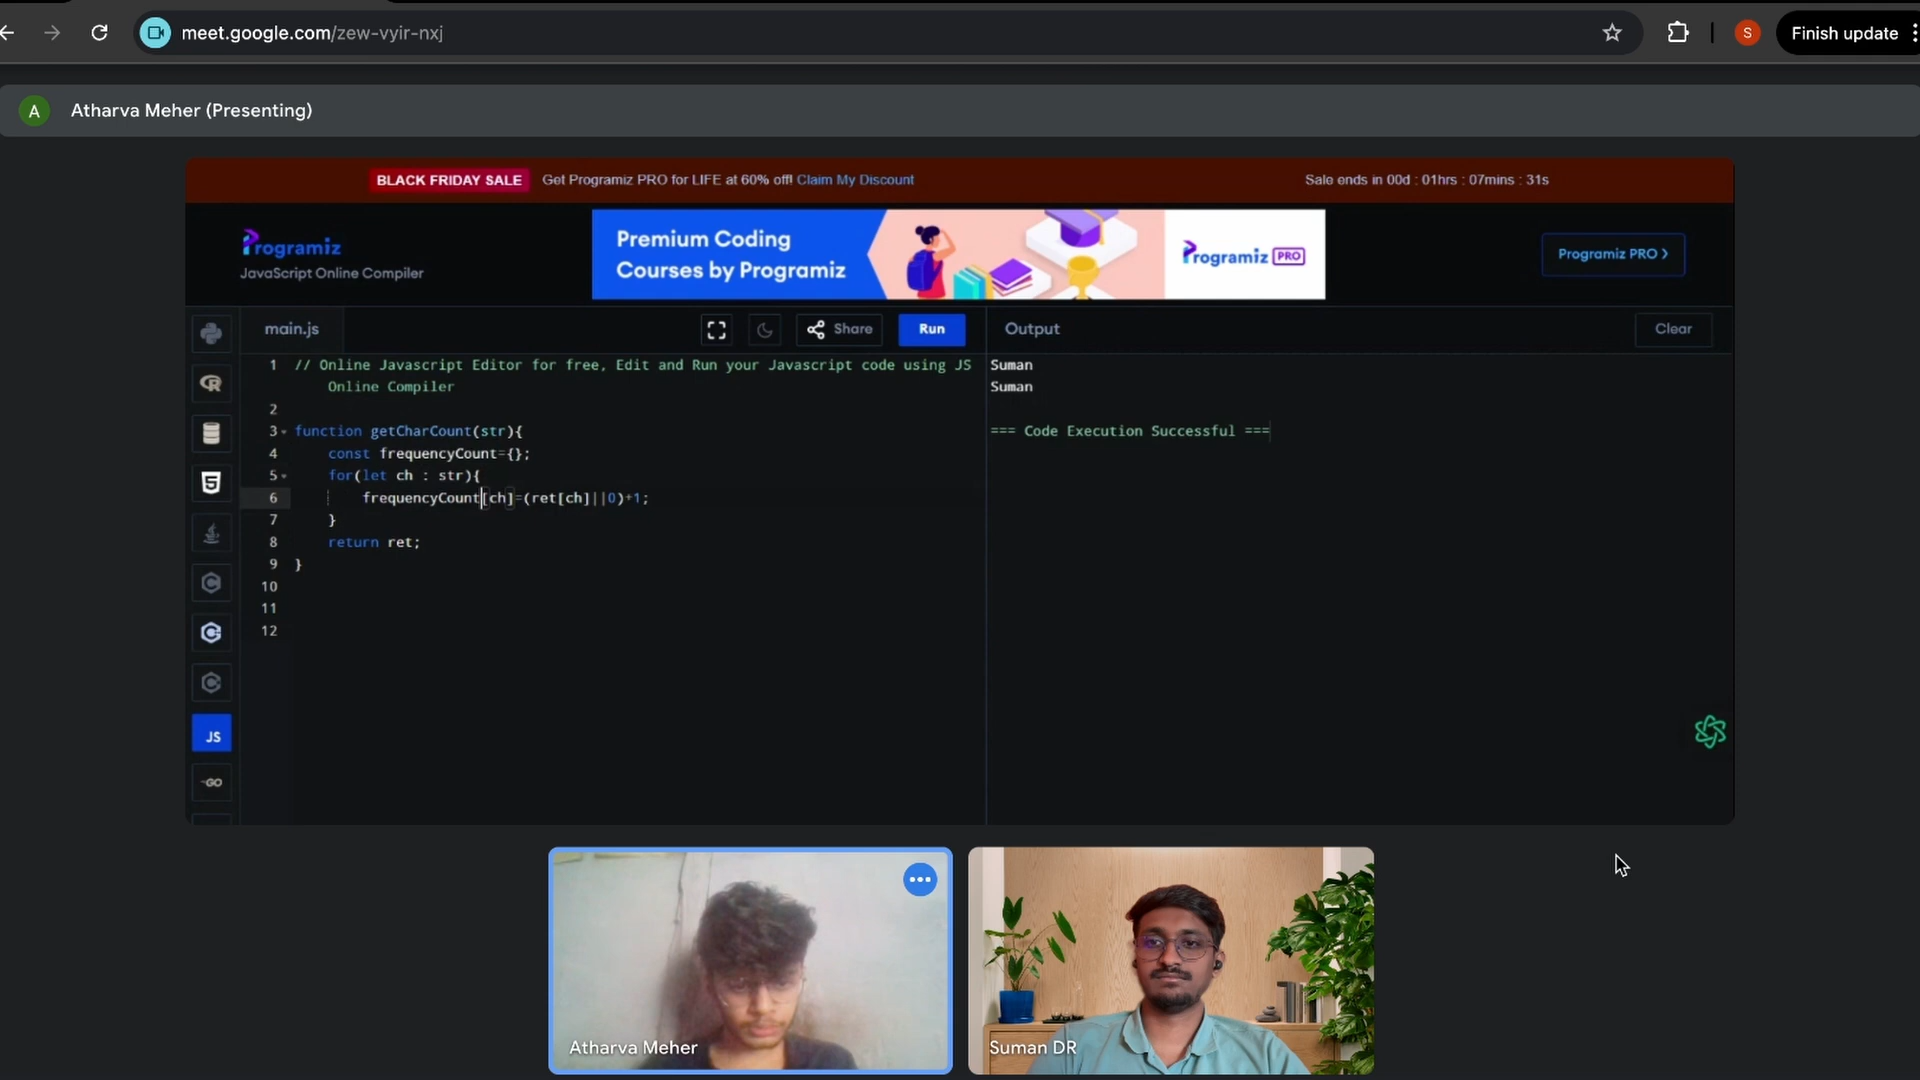 meet.google.com/zew-vyir-nxj
S
Finish update
A
Atharva Meher (Presenting)
BLACK FRIDAY SALE Get Programiz PRO for LIFE at 60% off! Claim My Discount
Sale ends in 00d : 01hrs : 07mins : 31s
Programiz
JavaScript Online Compiler
Premium Coding
Courses by Programiz
Programiz PRO
Programiz PRO
main.js
Share
Run
Output
Clear
1 // Online Javascript Editor for free, Edit and Run your Javascript code using JS
Online Compiler
2
3 function getCharCount(str){
4 const frequencyCount={};
5 for(let ch : str){
6 frequencyCount[ch]=(ret[ch]||0)+1;
7 }
8 return ret;
9 }
10
11
12
Suman
Suman
=== Code Execution Successful ===
R
5
C
C
C
JS
GO
Atharva Meher
Suman DR